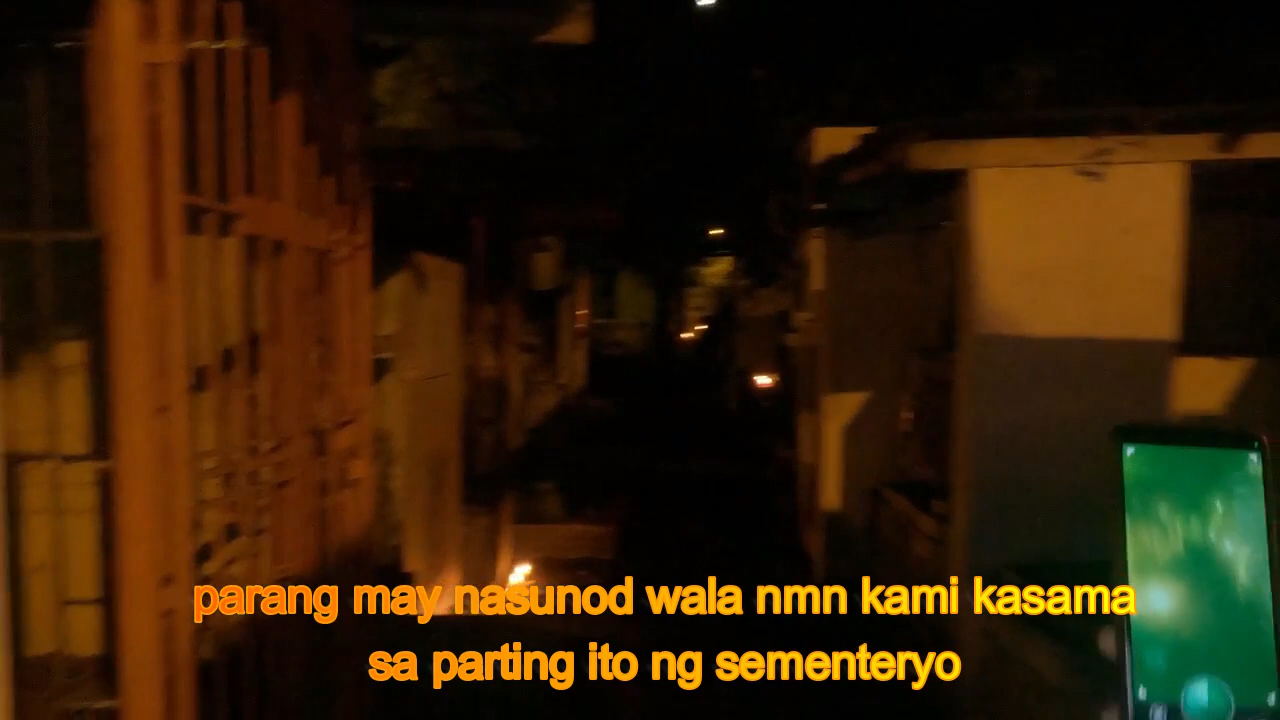 parang may nasunod wala nmn kami kasama
sa parting ito ng sementeryo